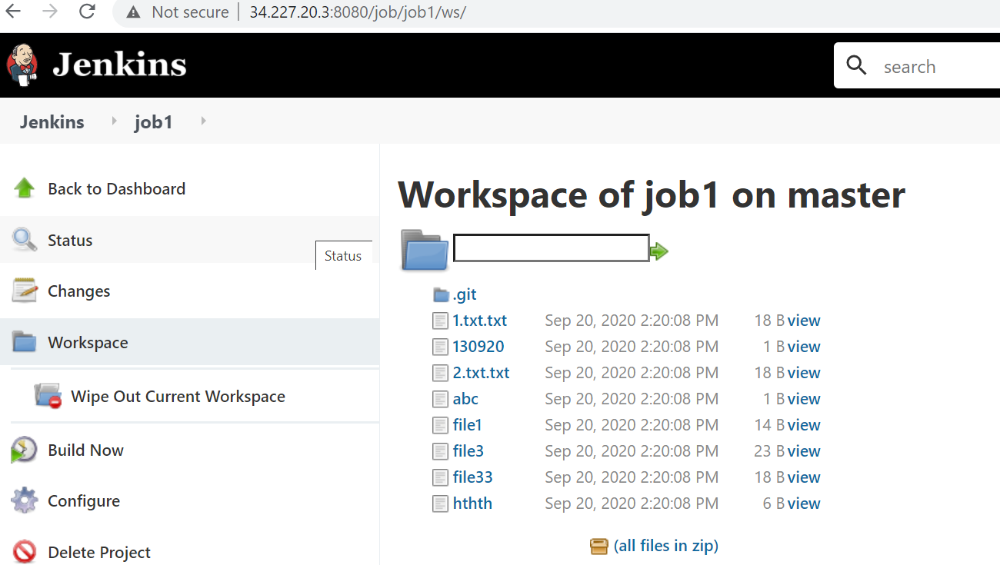 Not secure | 34.227.20.3:8080/job/job1/ws/
Jenkins
search
Jenkins job1
Back to Dashboard
Status
Status
Changes
Workspace
Wipe Out Current Workspace
Build Now
Configure
Delete Project
Workspace of job1 on master
.git
1.txt.txt Sep 20, 2020 2:20:08 PM 18 B view
130920 Sep 20, 2020 2:20:08 PM 1 B view
2.txt.txt Sep 20, 2020 2:20:08 PM 18 B view
abc Sep 20, 2020 2:20:08 PM 1 B view
file1 Sep 20, 2020 2:20:08 PM 14 B view
file3 Sep 20, 2020 2:20:08 PM 23 B view
file33 Sep 20, 2020 2:20:08 PM 18 B view
hthth Sep 20, 2020 2:20:08 PM 6 B view
(all files in zip)